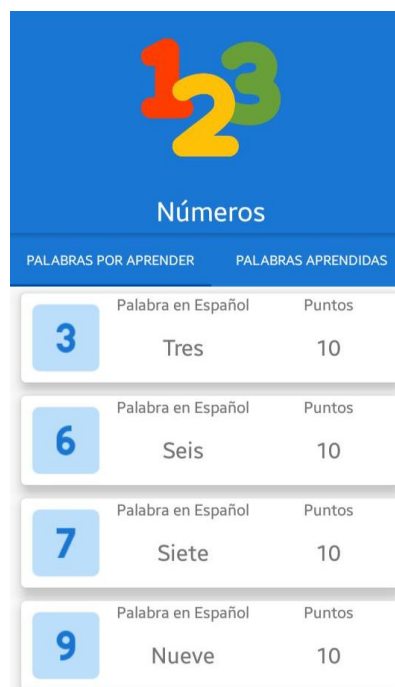 123
Números
PALABRAS POR APRENDER PALABRAS APRENDIDAS
Palabra en Español Puntos
3 Tres 10
Palabra en Español Puntos
6 Seis 10
Palabra en Español Puntos
7 Siete 10
Palabra en Español Puntos
9 Nueve 10